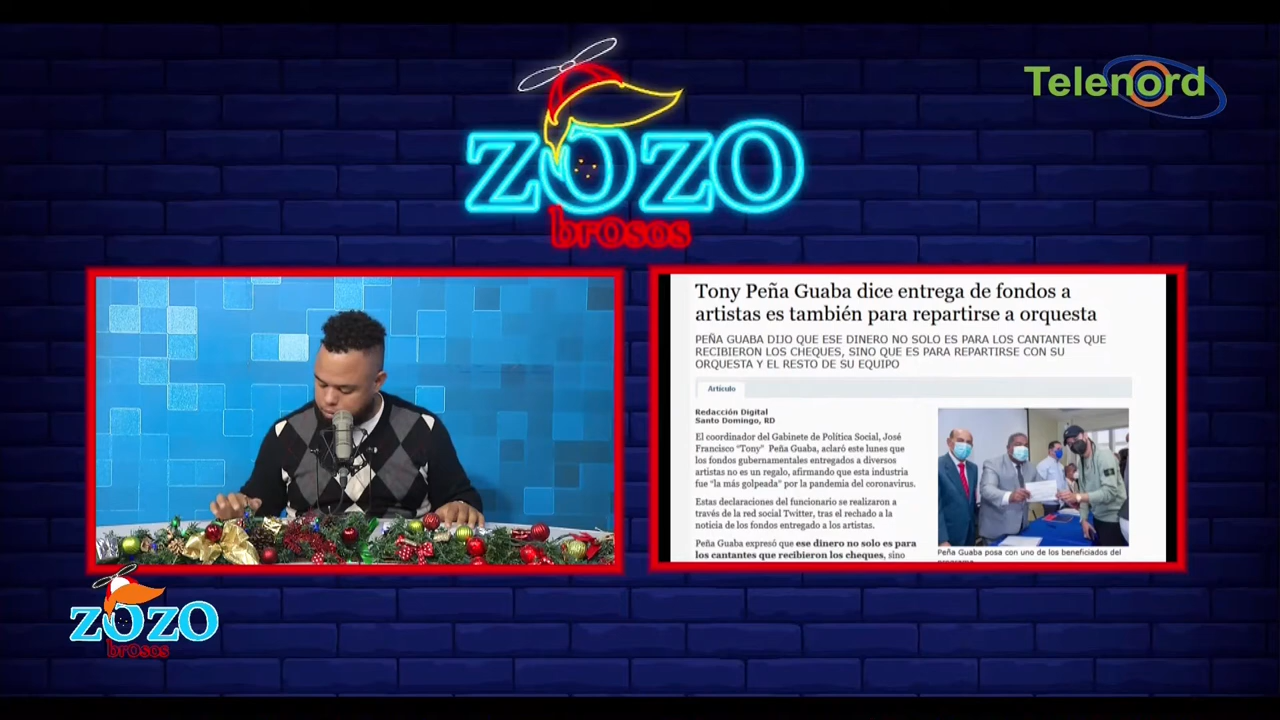 Telenord
zozo
brosos
Tony Peña Guaba dice entrega de fondos a
artistas es también para repartirse a orquesta
PEÑA GUABA DIJO QUE ESE DINERO NO SOLO ES PARA LOS CANTANTES QUE
RECIBIERON LOS CHEQUES, SINO QUE ES PARA REPARTIRSE CON SU
ORQUESTA Y EL RESTO DE SU EQUIPO
Artículo
Redacción Digital
Santo Domingo, RD
El coordinador del Gabinete de Política Social, José
Francisco "Tony" Peña Guaba, aclaró este lunes que
los fondos gubernamentales entregados a diversos
artistas no es un regalo, afirmando que esta industria
fue "la más golpeada" por la pandemia del coronavirus.
Estas declaraciones del funcionario se realizaron a
través de la red social Twitter, tras el rechado a la
noticia de los fondos entregado a los artistas.
Peña Guaba expresó que ese dinero no solo es para
los cantantes que recibieron los cheques, sino
Peña Guaba posa con uno de los beneficiados del
zozo
brosos